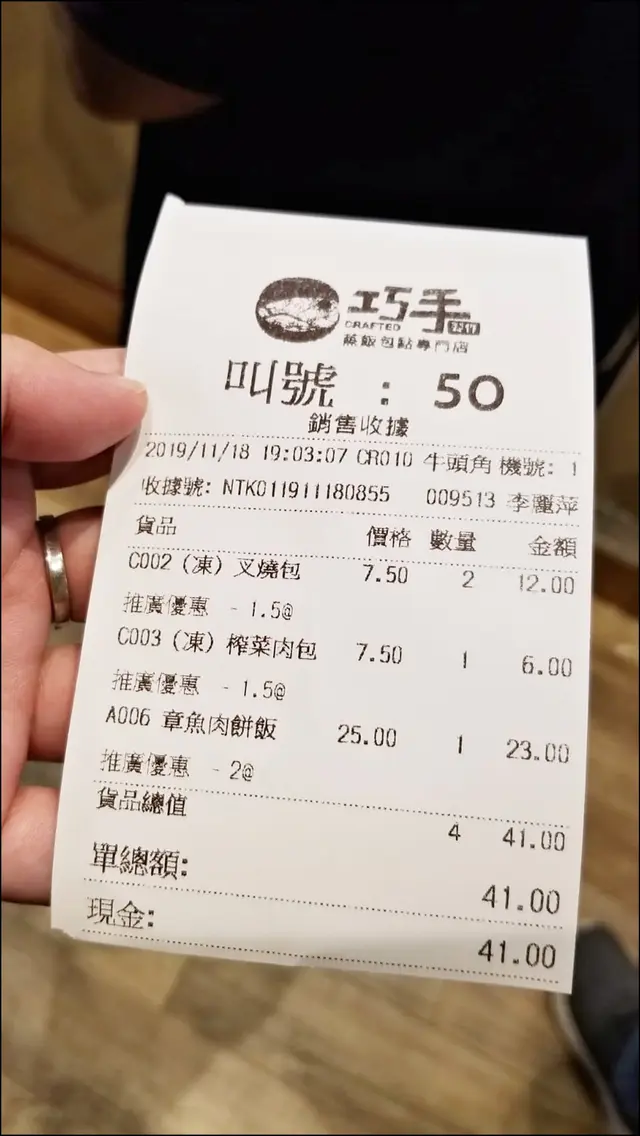 巧手
CRAFTED
蒸飯包點專門店
叫號 : 50
銷售收據
2019/11/18 19:03:07 CR010 牛頭角 機號: 1
收據號: NTK011911180855 009513 李麗萍
貨品 價格 數量 金額
C002 (凍) 叉燒包 7.50 2 12.00
推廣優惠 - 1.5@
C003 (凍) 榨菜肉包 7.50 1 6.00
推廣優惠 - 1.5@
A006 章魚肉餅飯 25.00 1 23.00
推廣優惠 - 2@
貨品總值 4 41.00
單總額: 41.00
現金: 41.00